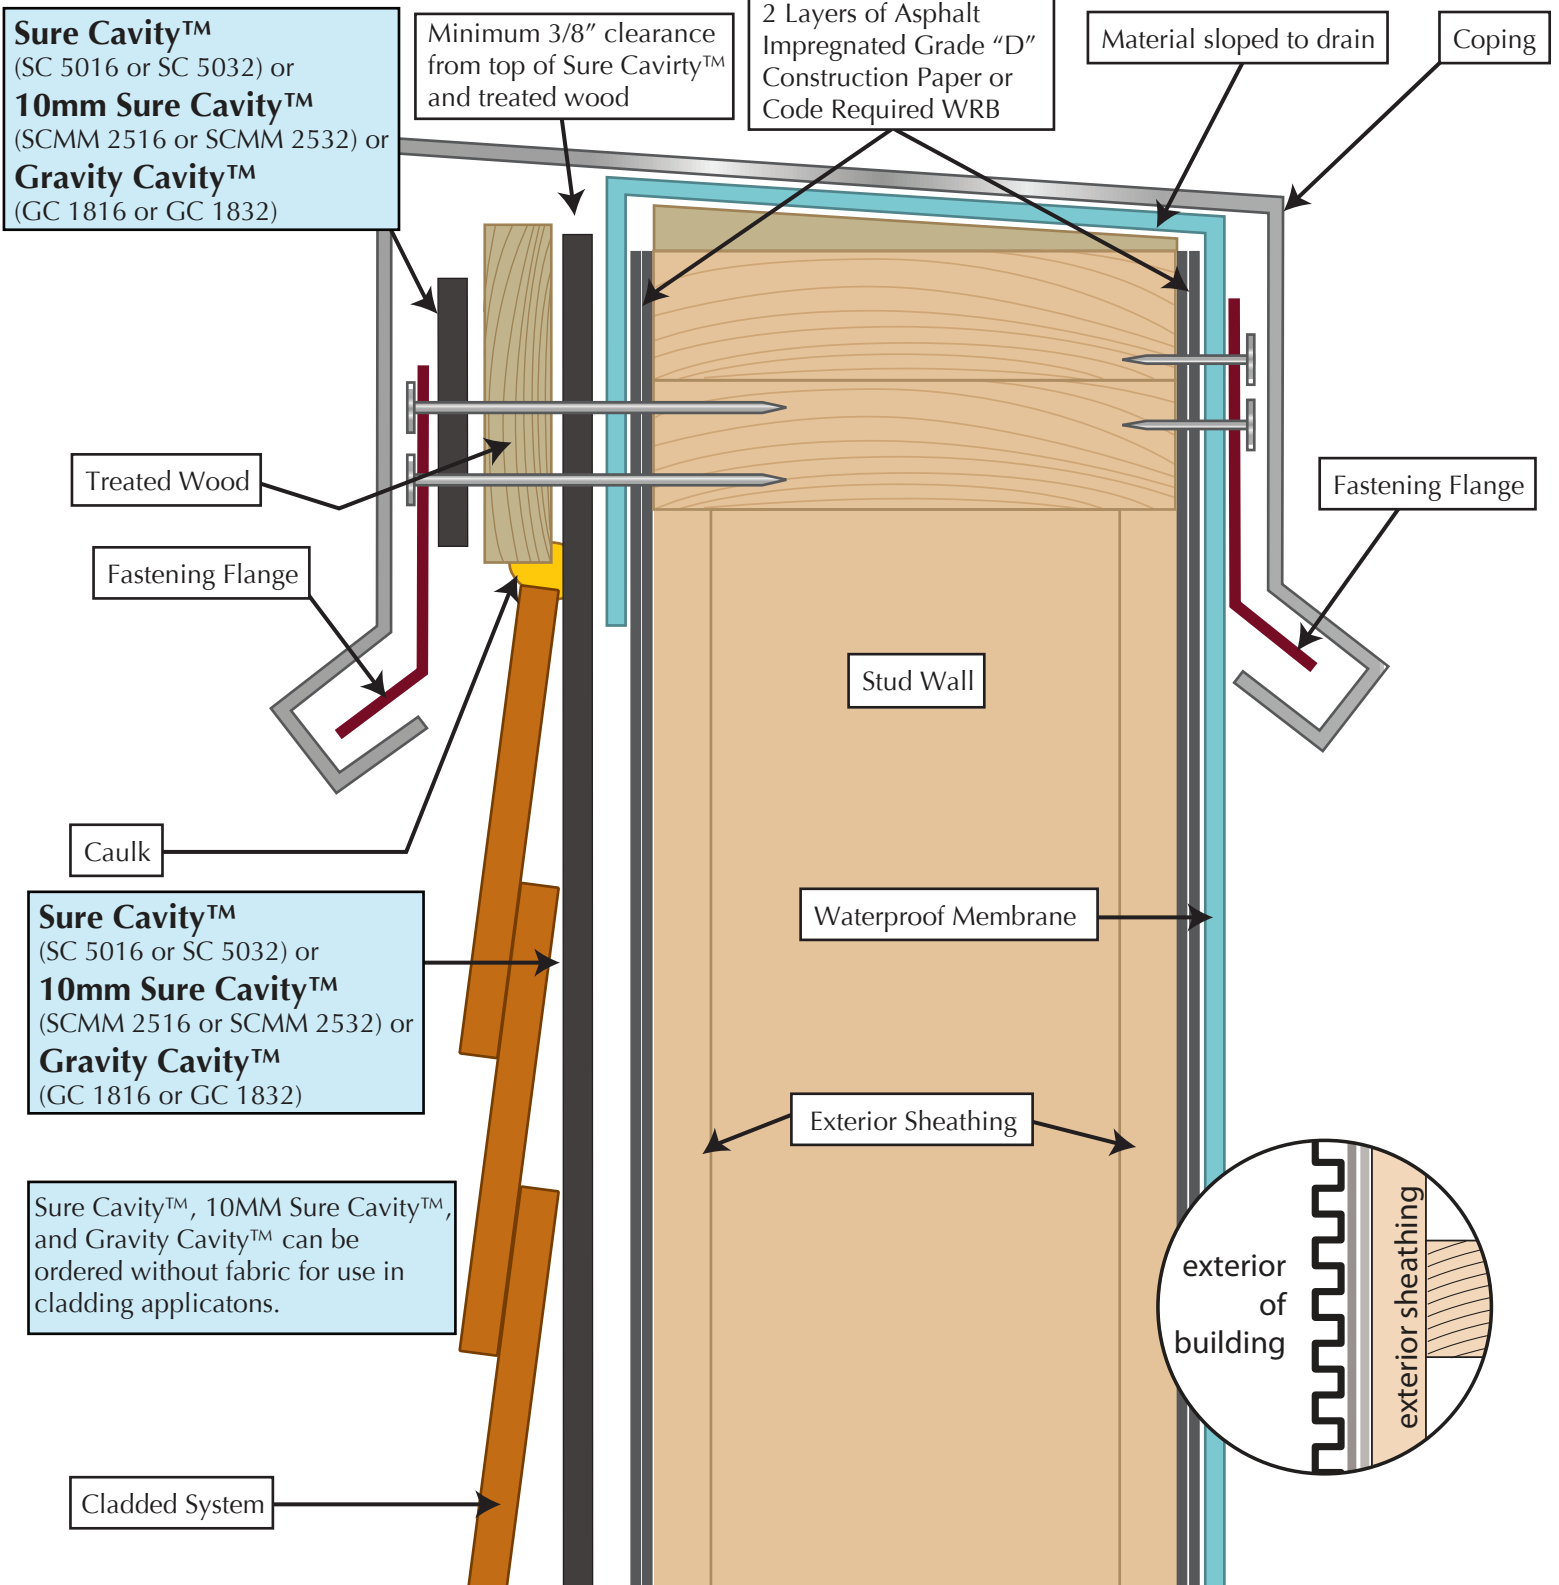 Sure Cavity™
(SC 5016 or SC 5032) or
10mm Sure Cavity™
(SCMM 2516 or SCMM 2532) or
Gravity Cavity™
(GC 1816 or GC 1832)
Minimum 3/8” clearance
from top of Sure Cavirty™
and treated wood
2 Layers of Asphalt
Impregnated Grade “D”
Construction Paper or
Code Required WRB
Material sloped to drain
Coping
Treated Wood
Fastening Flange
Fastening Flange
Stud Wall
Caulk
Sure Cavity™
(SC 5016 or SC 5032) or
10mm Sure Cavity™
(SCMM 2516 or SCMM 2532) or
Gravity Cavity™
(GC 1816 or GC 1832)
Waterproof Membrane
Exterior Sheathing
Sure Cavity™, 10MM Sure Cavity™,
and Gravity Cavity™ can be
ordered without fabric for use in
cladding applicatons.
exterior
of
building
exterior sheathing
Cladded System